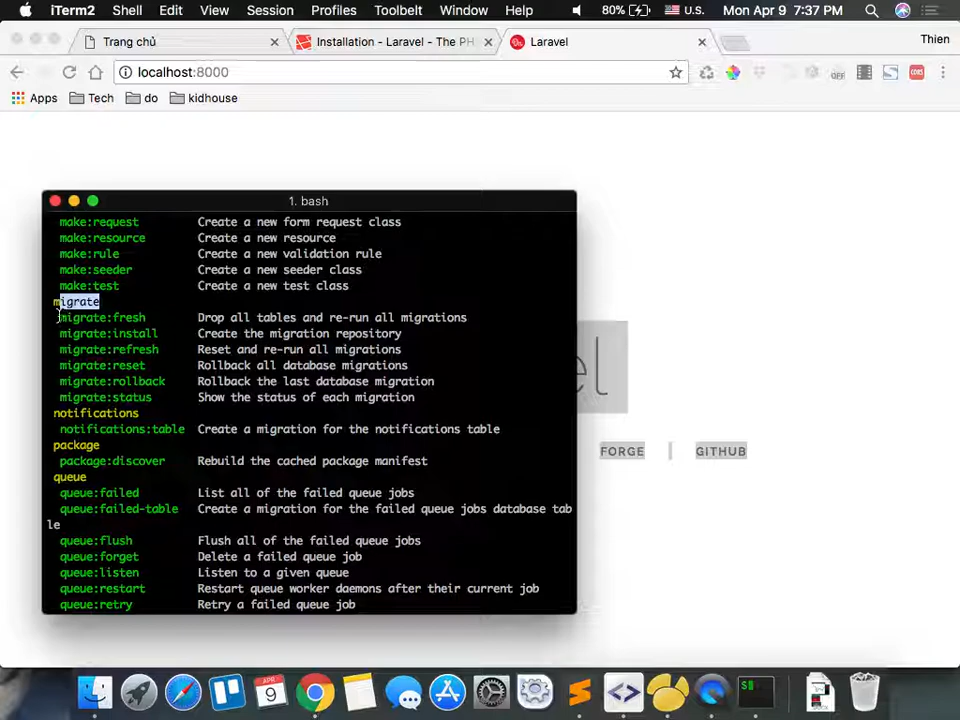 iTerm2 Shell Edit View Session Profiles Toolbelt Window Help 80% U.S. Mon Apr 9 7:37 PM
Trang chủ Installation - Laravel - The PH Laravel Thien
localhost:8000 OFF CORS
Apps Tech do kidhouse
1. bash
make:request Create a new form request class
make:resource Create a new resource
make:rule Create a new validation rule
make:seeder Create a new seeder class
make:test Create a new test class
migrate
migrate:fresh Drop all tables and re-run all migrations
migrate:install Create the migration repository
migrate:refresh Reset and re-run all migrations
migrate:reset Rollback all database migrations
migrate:rollback Rollback the last database migration
migrate:status Show the status of each migration
notifications
notifications:table Create a migration for the notifications table
package
package:discover Rebuild the cached package manifest
queue
queue:failed List all of the failed queue jobs
queue:failed-table Create a migration for the failed queue jobs database tab
le
queue:flush Flush all of the failed queue jobs
queue:forget Delete a failed queue job
queue:listen Listen to a given queue
queue:restart Restart queue worker daemons after their current job
queue:retry Retry a failed queue job
el
FORGE | GITHUB
APR
9